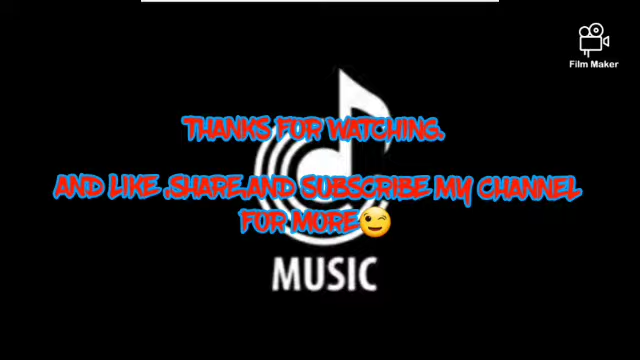 Film Maker
THANKS FOR WATCHING.
AND LIKE ,SHARE,AND SUBSCRIBE MY CHANNEL
FOR MORE😉
MUSIC